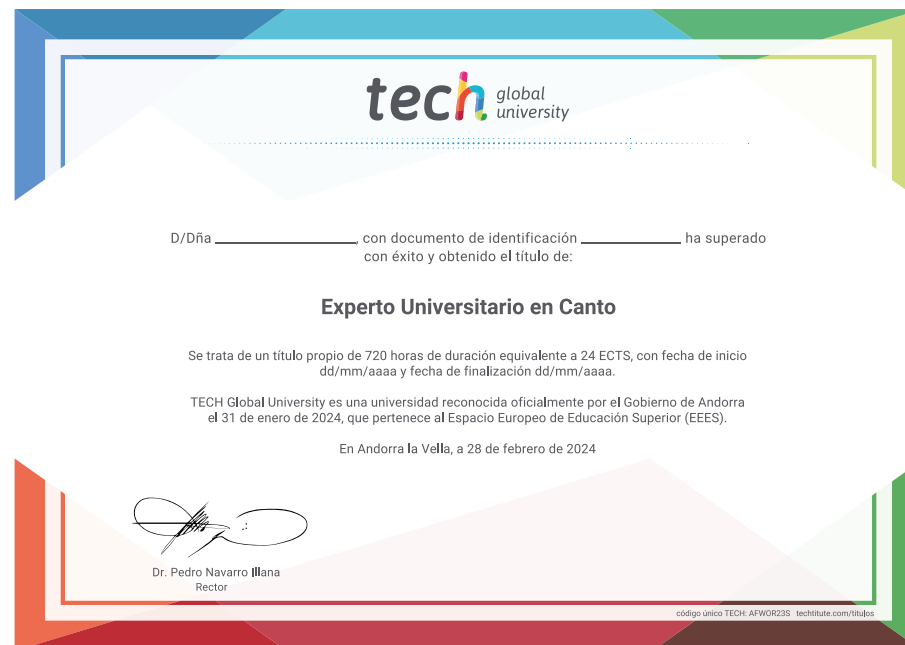 tech global university
D/Dña ______________, con documento de identificación __________ ha superado
con éxito y obtenido el título de:
Experto Universitario en Canto
Se trata de un título propio de 720 horas de duración equivalente a 24 ECTS, con fecha de inicio
dd/mm/aaaa y fecha de finalización dd/mm/aaaa.
TECH Global University es una universidad reconocida oficialmente por el Gobierno de Andorra
el 31 de enero de 2024, que pertenece al Espacio Europeo de Educación Superior (EEES).
En Andorra la Vella, a 28 de febrero de 2024
Dr. Pedro Navarro Illana
Rector
código único TECH: AFWOR23S techtitute.com/titulos